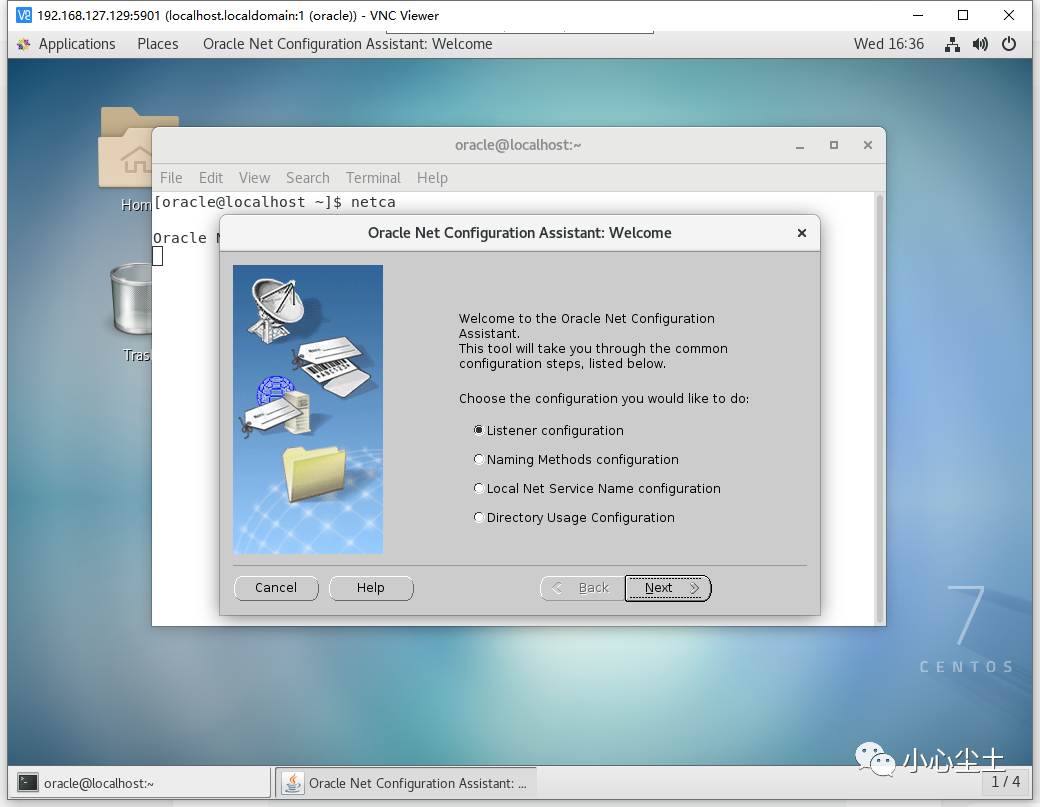 192.168.127.129:5901 (localhost.localdomain:1 (oracle)) - VNC Viewer
Applications Places Oracle Net Configuration Assistant: Welcome Wed 16:36
oracle@localhost:~
File Edit View Search Terminal Help
Home
[oracle@localhost ~]$ netca
Oracle
Oracle Net Configuration Assistant: Welcome
Welcome to the Oracle Net Configuration
Assistant.
This tool will take you through the common
configuration steps, listed below.
Choose the configuration you would like to do:
Listener configuration
Naming Methods configuration
Local Net Service Name configuration
Directory Usage Configuration
Cancel Help Back Next
Tras
7
CENTOS
小心尘土
oracle@localhost:~ Oracle Net Configuration Assistant: ... 1 / 4